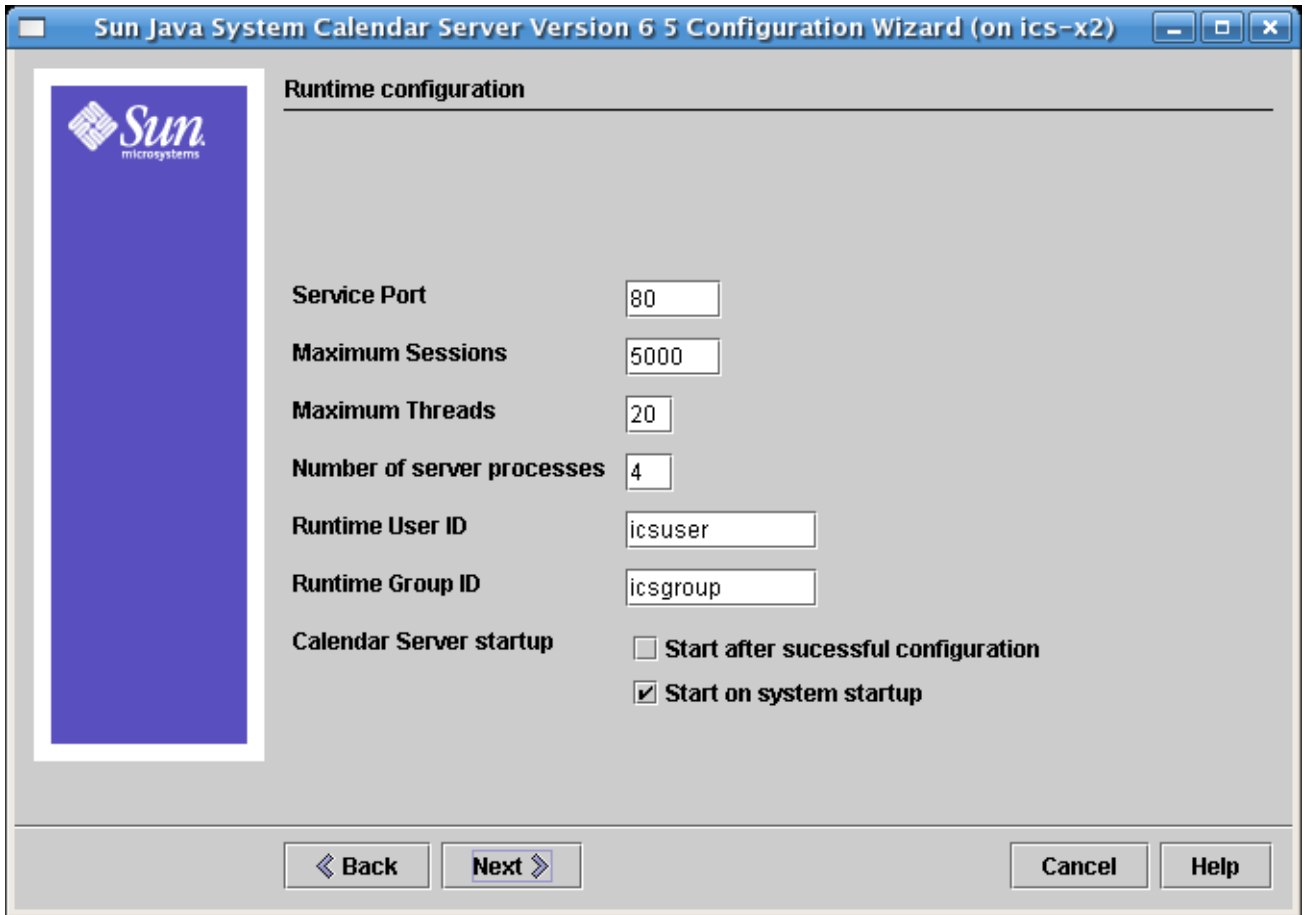 Sun Java System Calendar Server Version 6 5 Configuration Wizard (on ics-x2)
Sun
microsystems
Runtime configuration
Service Port 80
Maximum Sessions 5000
Maximum Threads 20
Number of server processes 4
Runtime User ID icsuser
Runtime Group ID icsgroup
Calendar Server startup Start after sucessful configuration
Start on system startup
Back Next Cancel Help